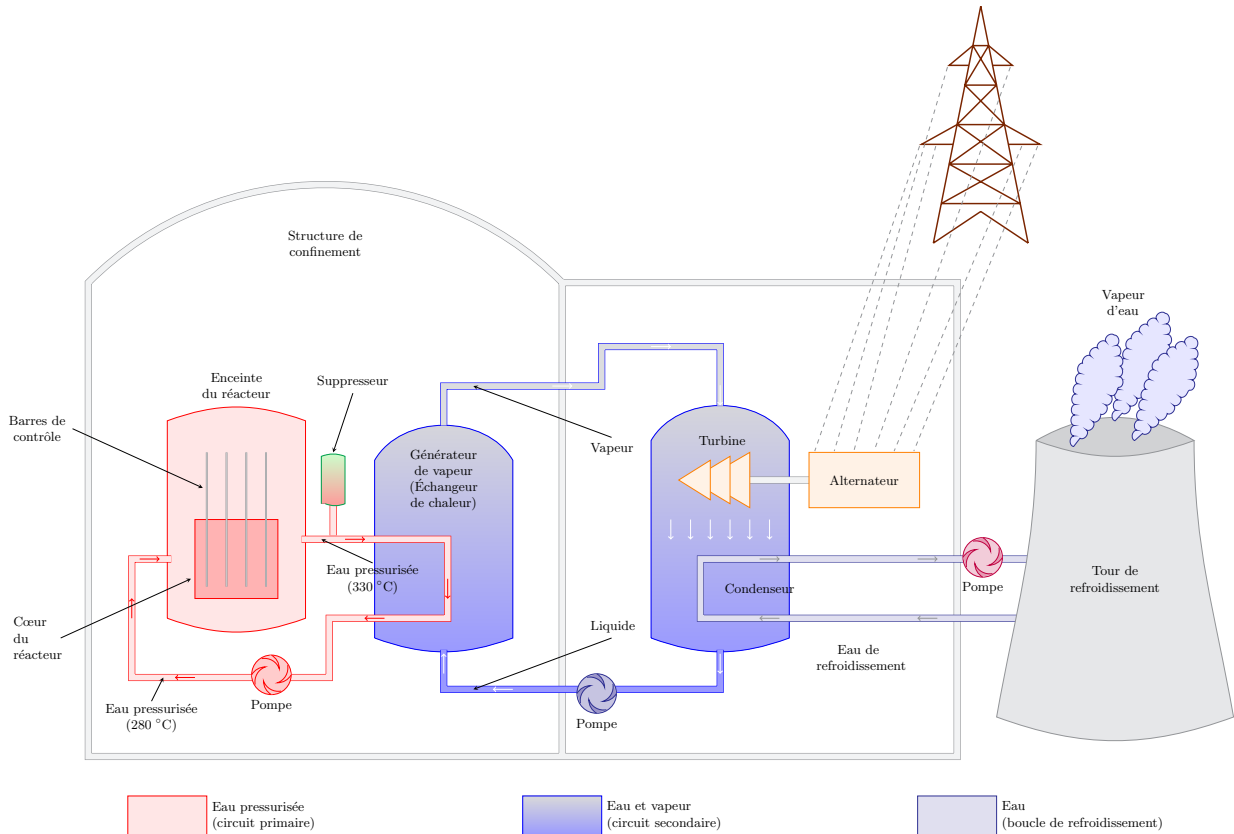 Structure de
confinement
Vapeur
d'eau
Enceinte
du réacteur
Suppresseur
Barres de
contrôle
Générateur
de vapeur
(Échangeur
de chaleur)
Vapeur
Turbine
Alternateur
Eau pressurisée
(330 °C)
Condenseur
Pompe
Tour de
refroidissement
Cœur
du
réacteur
Liquide
Eau de
refroidissement
Eau pressurisée
(280 °C)
Pompe
Pompe
Eau pressurisée
(circuit primaire)
Eau et vapeur
(circuit secondaire)
Eau
(boucle de refroidissement)